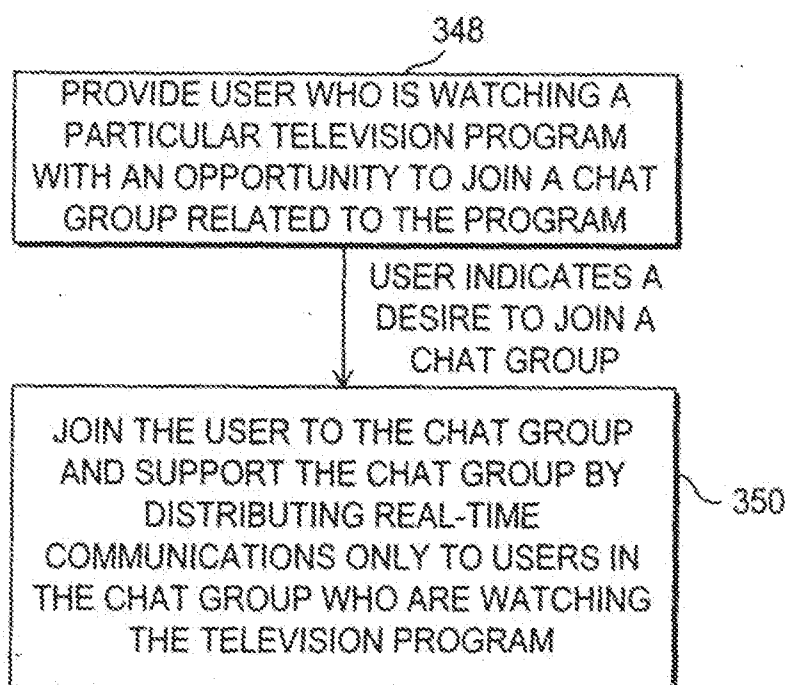 348
PROVIDE USER WHO IS WATCHING A
PARTICULAR TELEVISION PROGRAM
WITH AN OPPORTUNITY TO JOIN A CHAT
GROUP RELATED TO THE PROGRAM
USER INDICATES A
DESIRE TO JOIN A
CHAT GROUP
JOIN THE USER TO THE CHAT GROUP
AND SUPPORT THE CHAT GROUP BY
DISTRIBUTING REAL-TIME
COMMUNICATIONS ONLY TO USERS IN
THE CHAT GROUP WHO ARE WATCHING
THE TELEVISION PROGRAM
350